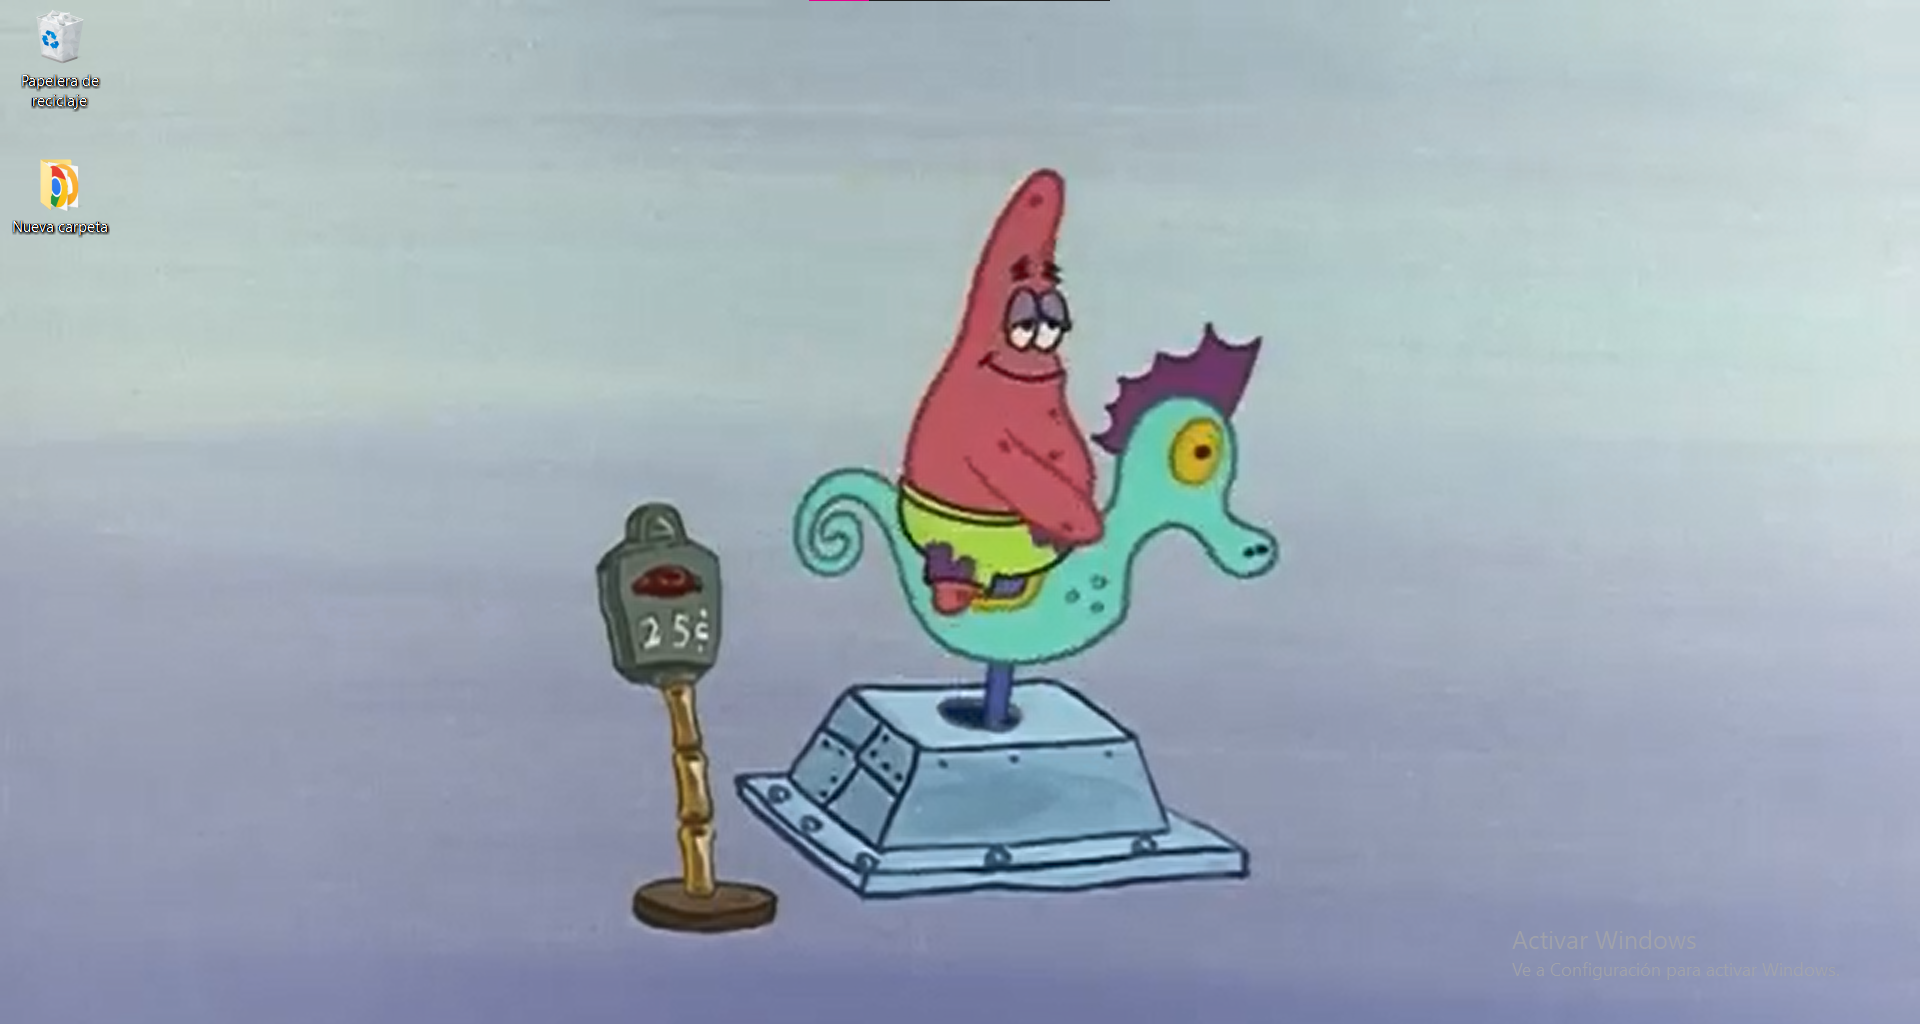 Papelera de
reciclaje
Nueva carpeta
25¢
Activar Windows
Ve a Configuración para activar Windows.